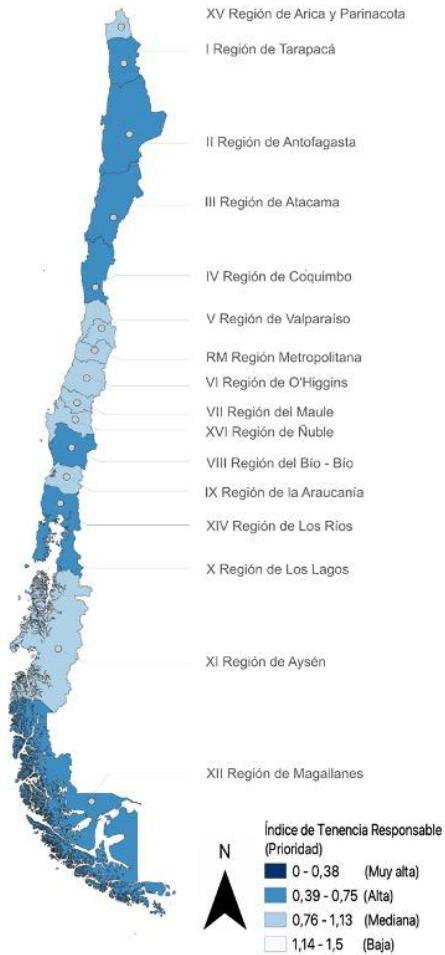 XV Región de Arica y Parinacota
I Región de Tarapacá
II Región de Antofagasta
III Región de Atacama
IV Región de Coquimbo
V Región de Valparaíso
RM Región Metropolitana
VI Región de O'Higgins
VII Región del Maule
XVI Región de Ñuble
VIII Región del Bío - Bío
IX Región de la Araucanía
XIV Región de Los Ríos
X Región de Los Lagos
XI Región de Aysén
XII Región de Magallanes
N
Índice de Tenencia Responsable
(Prioridad)
0 - 0,38 (Muy alta)
0,39 - 0,75 (Alta)
0,76 - 1,13 (Mediana)
1,14 - 1,5 (Baja)